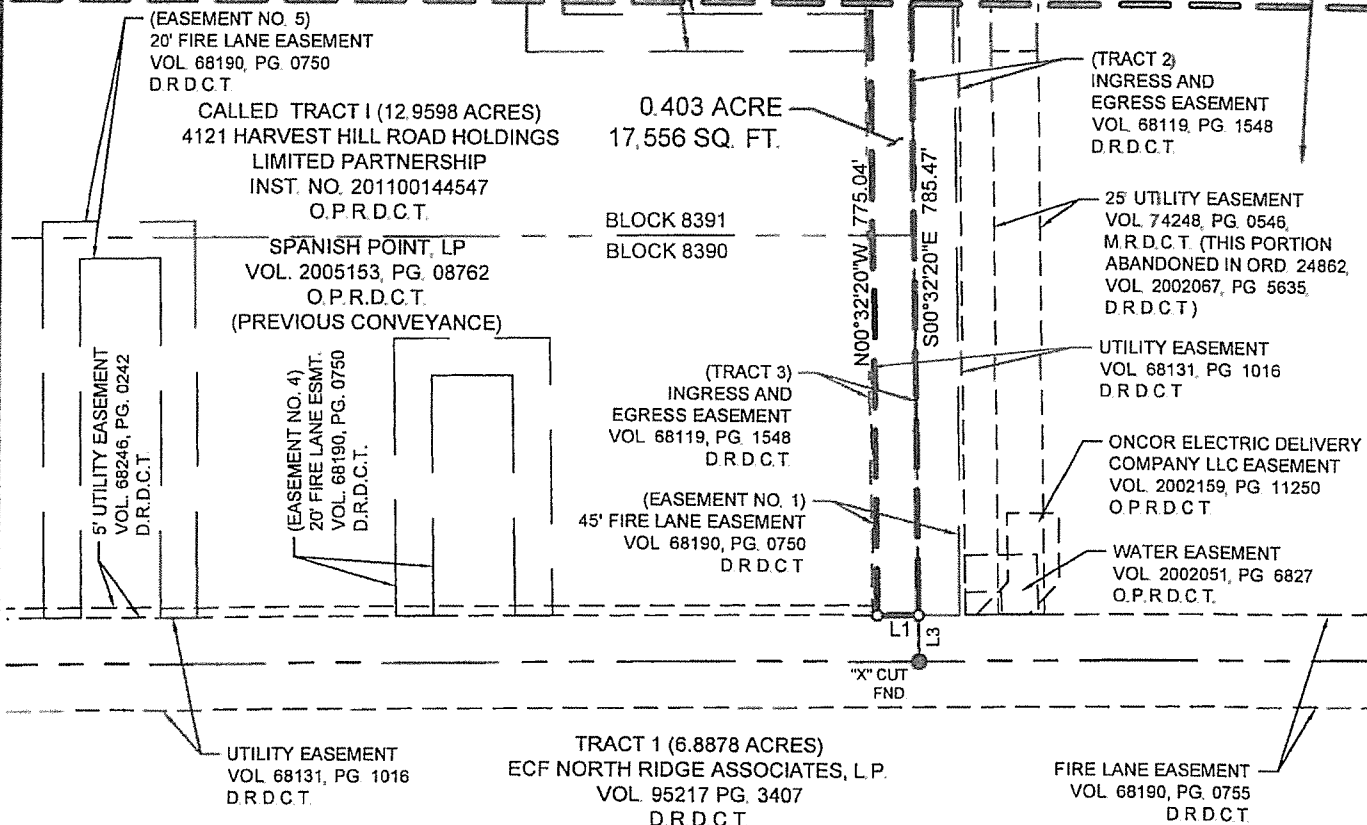 (EASEMENT NO. 5)
20' FIRE LANE EASEMENT
VOL. 68190, PG. 0750
D.R.D.C.T.
CALLED TRACT I (12.9598 ACRES)
4121 HARVEST HILL ROAD HOLDINGS
LIMITED PARTNERSHIP
INST. NO. 201100144547
O.P.R.D.C.T.
SPANISH POINT, LP
VOL. 2005153, PG. 08762
O.P.R.D.C.T.
(PREVIOUS CONVEYANCE)
0.403 ACRE
17,556 SQ. FT.
BLOCK 8391
BLOCK 8390
N00°32'20"W 775.04'
S00°32'20"E 785.47'
(TRACT 2)
INGRESS AND
EGRESS EASEMENT
VOL. 68119, PG. 1548
D.R.D.C.T.
25' UTILITY EASEMENT
VOL. 74248, PG. 0546,
M.R.D.C.T. (THIS PORTION
ABANDONED IN ORD. 24862,
VOL. 2002067, PG 5635,
D.R.D.C.T.)
UTILITY EASEMENT
VOL 68131, PG 1016
D.R.D.C.T.
ONCOR ELECTRIC DELIVERY
COMPANY LLC EASEMENT
VOL. 2002159, PG. 11250
O.P.R.D.C.T.
WATER EASEMENT
VOL. 2002051, PG. 6827
O.P.R.D.C.T.
(TRACT 3)
INGRESS AND
EGRESS EASEMENT
VOL 68119, PG. 1548
D.R.D.C.T.
(EASEMENT NO. 1)
45' FIRE LANE EASEMENT
VOL 68190, PG. 0750
D.R.D.C.T
5' UTILITY EASEMENT
VOL. 68246, PG. 0242
D.R.D.C.T.
(EASEMENT NO. 4)
20' FIRE LANE ESMT.
VOL. 68190, PG. 0750
D.R.D.C.T.
L1
L3
"X" CUT
FND.
UTILITY EASEMENT
VOL. 68131, PG. 1016
D.R.D.C.T.
TRACT 1 (6.8878 ACRES)
ECF NORTH RIDGE ASSOCIATES, L.P.
VOL. 95217 PG. 3407
D.R.D.C.T.
FIRE LANE EASEMENT
VOL 68190, PG. 0755
D.R.D.C.T.